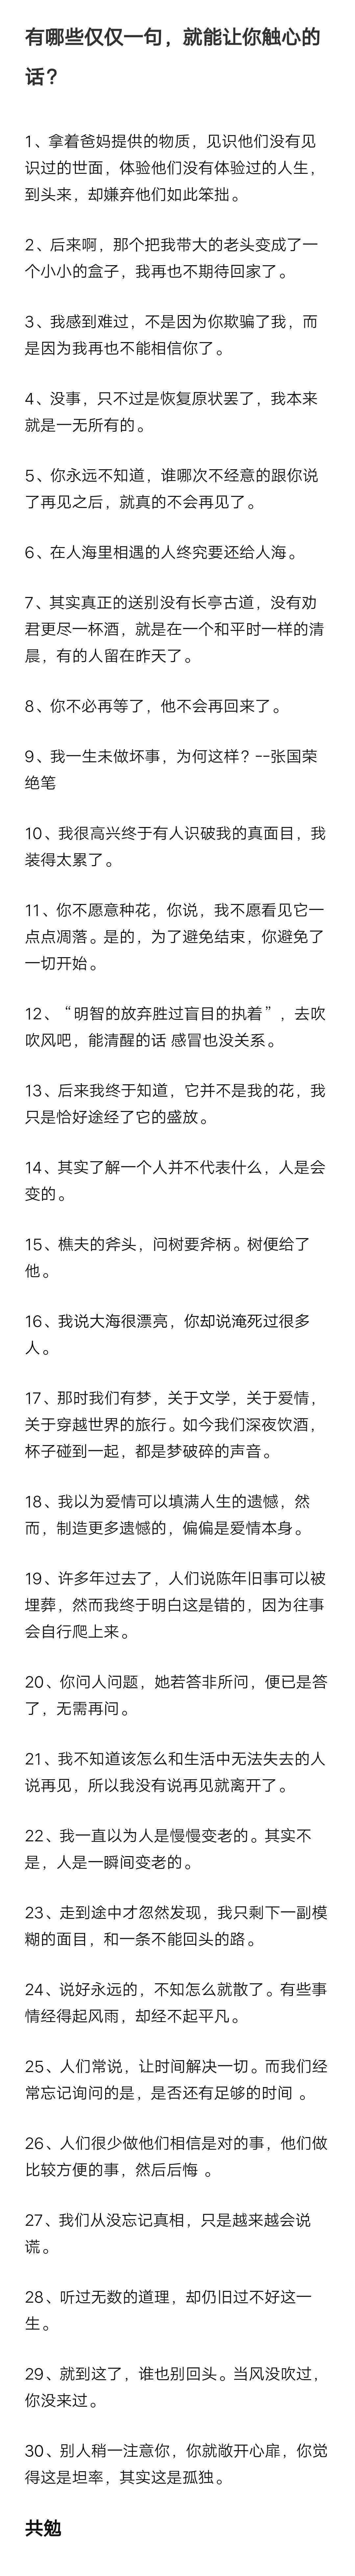 有哪些仅仅一句，就能让你触心的
话？
1、拿着爸妈提供的物质，见识他们没有见
识过的世面，体验他们没有体验过的人生，
到头来，却嫌弃他们如此笨拙。
2、后来啊，那个把我带大的老头变成了一
个小小的盒子，我再也不期待回家了。
3、我感到难过，不是因为你欺骗了我，而
是因为我再也不能相信你了。
4、没事，只不过是恢复原状罢了，我本来
就是一无所有的。
5、你永远不知道，谁哪次不经意的跟你说
了再见之后，就真的不会再见了。
6、在人海里相遇的人终究要还给人海。
7、其实真正的送别没有长亭古道，没有劝
君更尽一杯酒，就是在一个和平时一样的清
晨，有的人留在昨天了。
8、你不必再等了，他不会再回来了。
9、我一生未做坏事，为何这样？--张国荣
绝笔
10、我很高兴终于有人识破我的真面目，我
装得太累了。
11、你不愿意种花，你说，我不愿看见它一
点点凋落。是的，为了避免结束，你避免了
一切开始。
12、“明智的放弃胜过盲目的执着”，去吹
吹风吧，能清醒的话 感冒也没关系。
13、后来我终于知道，它并不是我的花，我
只是恰好途经了它的盛放。
14、其实了解一个人并不代表什么，人是会
变的。
15、樵夫的斧头，问树要斧柄。树便给了
他。
16、我说大海很漂亮，你却说淹死过很多
人。
17、那时我们有梦，关于文学，关于爱情，
关于穿越世界的旅行。如今我们深夜饮酒，
杯子碰到一起，都是梦破碎的声音。
18、我以为爱情可以填满人生的遗憾，然
而，制造更多遗憾的，偏偏是爱情本身。
19、许多年过去了，人们说陈年旧事可以被
埋葬，然而我终于明白这是错的，因为往事
会自行爬上来。
20、你问人问题，她若答非所问，便已是答
了，无需再问。
21、我不知道该怎么和生活中无法失去的人
说再见，所以我没有说再见就离开了。
22、我一直以为人是慢慢变老的。其实不
是，人是一瞬间变老的。
23、走到途中才忽然发现，我只剩下一副模
糊的面目，和一条不能回头的路。
24、说好永远的，不知怎么就散了。有些事
情经得起风雨，却经不起平凡。
25、人们常说，让时间解决一切。而我们经
常忘记询问的是，是否还有足够的时间 。
26、人们很少做他们相信是对的事，他们做
比较方便的事，然后后悔 。
27、我们从没忘记真相，只是越来越会说
谎。
28、听过无数的道理，却仍旧过不好这一
生。
29、就到这了，谁也别回头。当风没吹过，
你没来过。
30、别人稍一注意你，你就敞开心扉，你觉
得这是坦率，其实这是孤独。
共勉